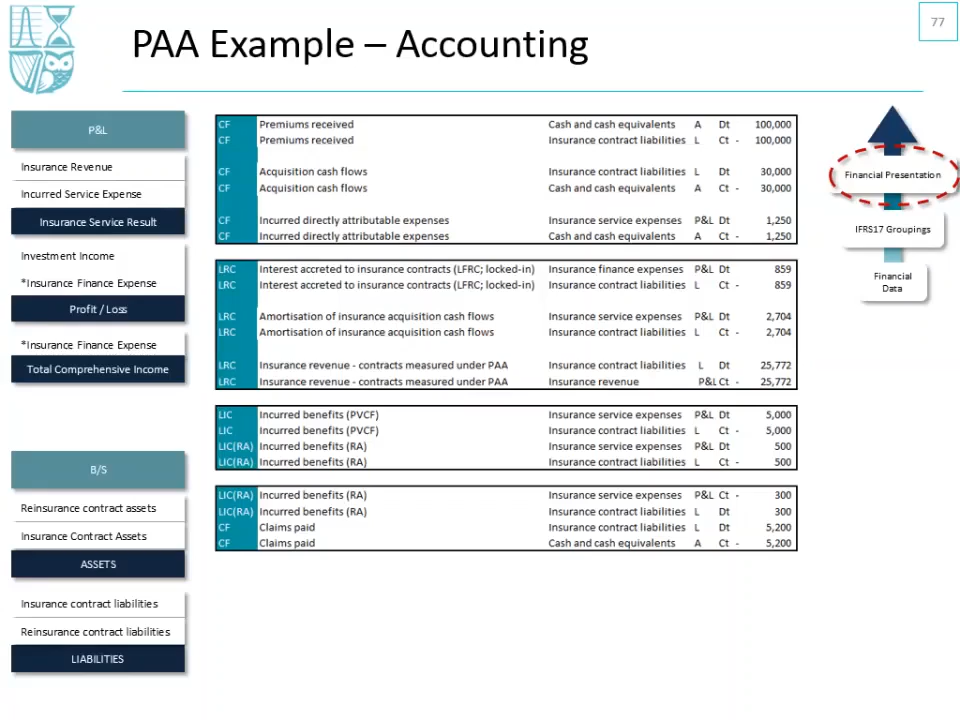 77
PAA Example – Accounting
P&L
Insurance Revenue
Incurred Service Expense
Insurance Service Result
Investment Income
*Insurance Finance Expense
Profit / Loss
*Insurance Finance Expense
Total Comprehensive Income
B/S
Reinsurance contract assets
Insurance Contract Assets
ASSETS
Insurance contract liabilities
Reinsurance contract liabilities
LIABILITIES
CF Premiums received Cash and cash equivalents A Dt 100,000
CF Premiums received Insurance contract liabilities L Ct - 100,000
CF Acquisition cash flows Insurance contract liabilities L Dt 30,000
CF Acquisition cash flows Cash and cash equivalents A Ct - 30,000
CF Incurred directly attributable expenses Insurance service expenses P&L Dt 1,250
CF Incurred directly attributable expenses Cash and cash equivalents A Ct - 1,250
LRC Interest accreted to insurance contracts (LFRC; locked-in) Insurance finance expenses P&L Dt 859
LRC Interest accreted to insurance contracts (LFRC; locked-in) Insurance contract liabilities L Ct - 859
LRC Amortisation of insurance acquisition cash flows Insurance service expenses P&L Dt 2,704
LRC Amortisation of insurance acquisition cash flows Insurance contract liabilities L Ct - 2,704
LRC Insurance revenue - contracts measured under PAA Insurance contract liabilities L Dt 25,772
LRC Insurance revenue - contracts measured under PAA Insurance revenue P&L Ct - 25,772
LIC Incurred benefits (PVCF) Insurance service expenses P&L Dt 5,000
LIC Incurred benefits (PVCF) Insurance contract liabilities L Ct - 5,000
LIC(RA) Incurred benefits (RA) Insurance service expenses P&L Dt 500
LIC(RA) Incurred benefits (RA) Insurance contract liabilities L Ct - 500
LIC(RA) Incurred benefits (RA) Insurance service expenses P&L Ct - 300
LIC(RA) Incurred benefits (RA) Insurance contract liabilities L Dt 300
CF Claims paid Insurance contract liabilities L Dt 5,200
CF Claims paid Cash and cash equivalents A Ct - 5,200
Financial Presentation
IFRS17 Groupings
Financial
Data